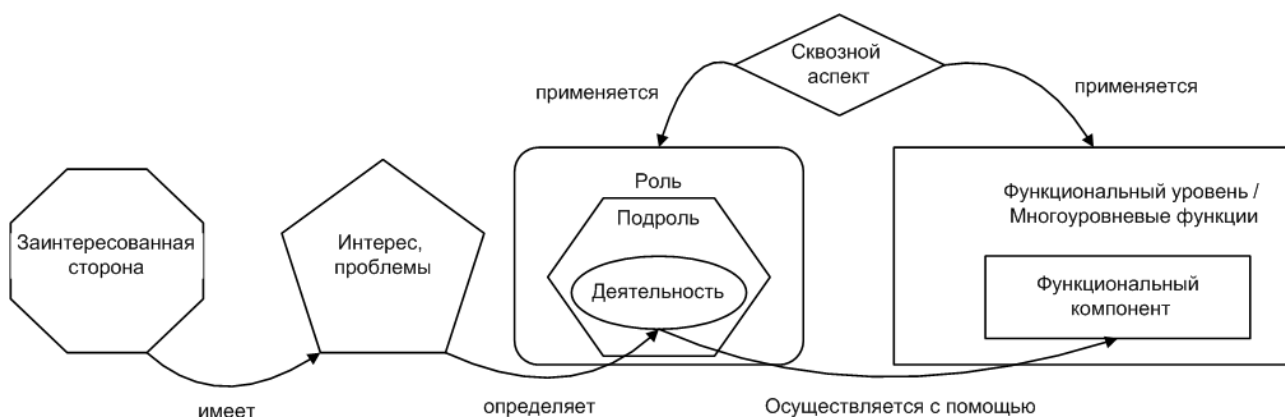 Сквозной
аспект
применяется
применяется
Роль
Подроль
Деятельность
Функциональный уровень /
Многоуровневые функции
Функциональный
компонент
Заинтересованная
сторона
Интерес,
проблемы
имеет
определяет
Осуществляется с помощью